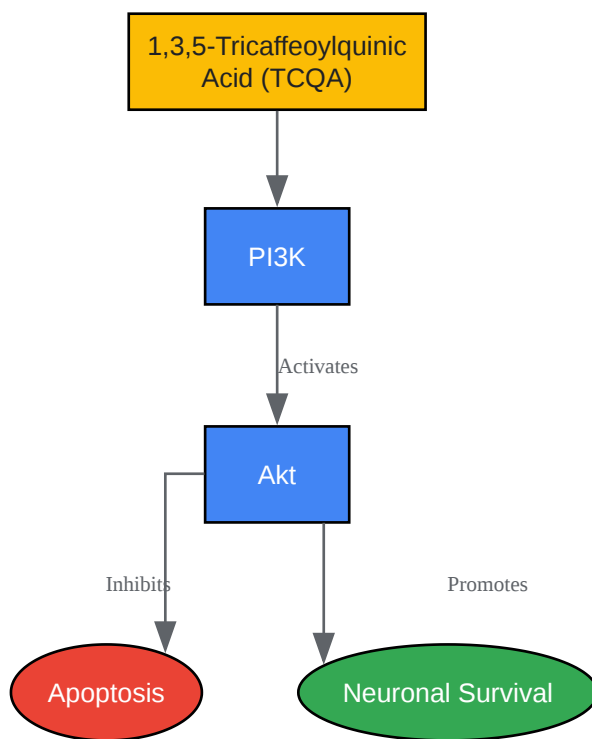 1,3,5-Tricaffeoylquinic
Acid (TCQA)
PI3K
Activates
Akt
Inhibits
Promotes
Apoptosis
Neuronal Survival